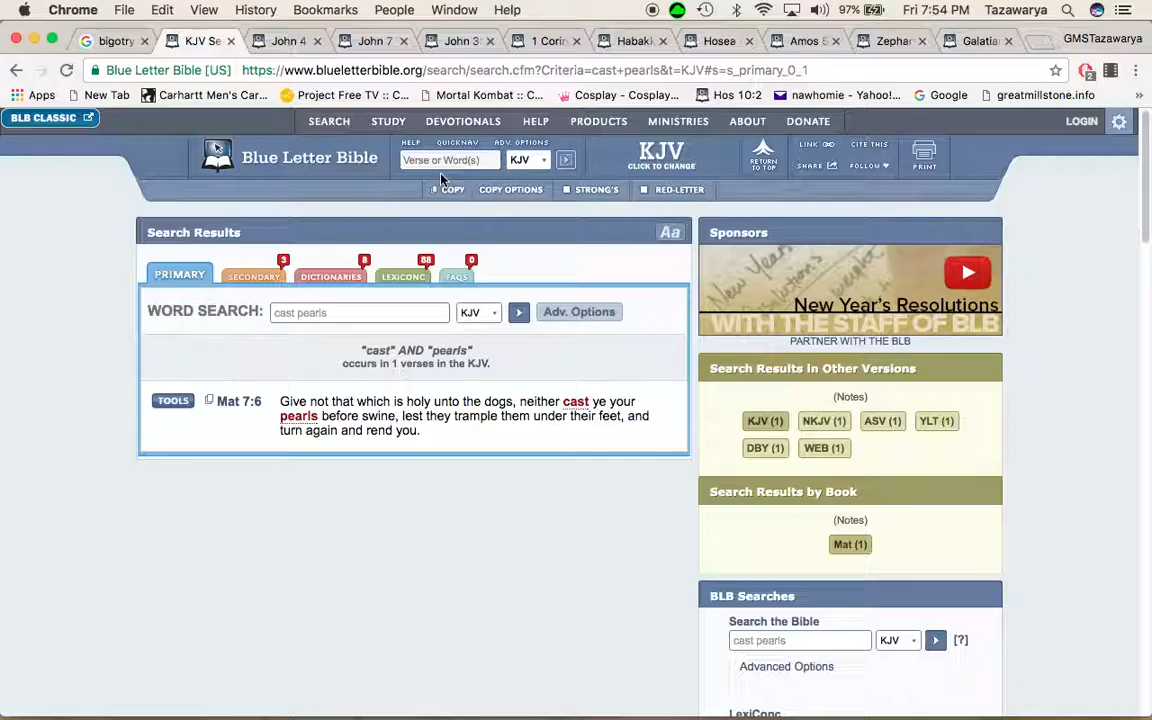 Chrome File Edit View History Bookmarks People Window Help 97% Fri 7:54 PM Tazawarya
bigotry KJV Se John 4 John 7 John 3 1 Corin Habakk Hosea Amos 5 Zephan Galatian GMSTazawarya
Blue Letter Bible [US] https://www.blueletterbible.org/search/search.cfm?Criteria=cast+pearls&t=KJV#s=s_primary_0_1 2
Apps New Tab Carhartt Men's Car... Project Free TV :: C... Mortal Kombat :: C... Cosplay - Cosplay... Hos 10:2 nawhomie - Yahoo!... Google greatmillstone.info »
BLB CLASSIC SEARCH STUDY DEVOTIONALS HELP PRODUCTS MINISTRIES ABOUT DONATE LOGIN
Blue Letter Bible
HELP QUICKNAV ADV. OPTIONS
Verse or Word(s) KJV
KJV
CLICK TO CHANGE
RETURN TO TOP
LINK CITE THIS
SHARE FOLLOW
PRINT
COPY COPY OPTIONS STRONG'S RED-LETTER
Search Results Aa
3 8 88 0
PRIMARY SECONDARY DICTIONARIES LEXICONC FAQS
WORD SEARCH: cast pearls KJV Adv. Options
"cast" AND "pearls"
occurs in 1 verses in the KJV.
TOOLS Mat 7:6 Give not that which is holy unto the dogs, neither cast ye your
pearls before swine, lest they trample them under their feet, and
turn again and rend you.
Sponsors
New Year's Resolutions
WITH THE STAFF OF BLB
PARTNER WITH THE BLB
Search Results in Other Versions
(Notes)
KJV (1) NKJV (1) ASV (1) YLT (1)
DBY (1) WEB (1)
Search Results by Book
(Notes)
Mat (1)
BLB Searches
Search the Bible
cast pearls KJV [?]
Advanced Options
LexiConc